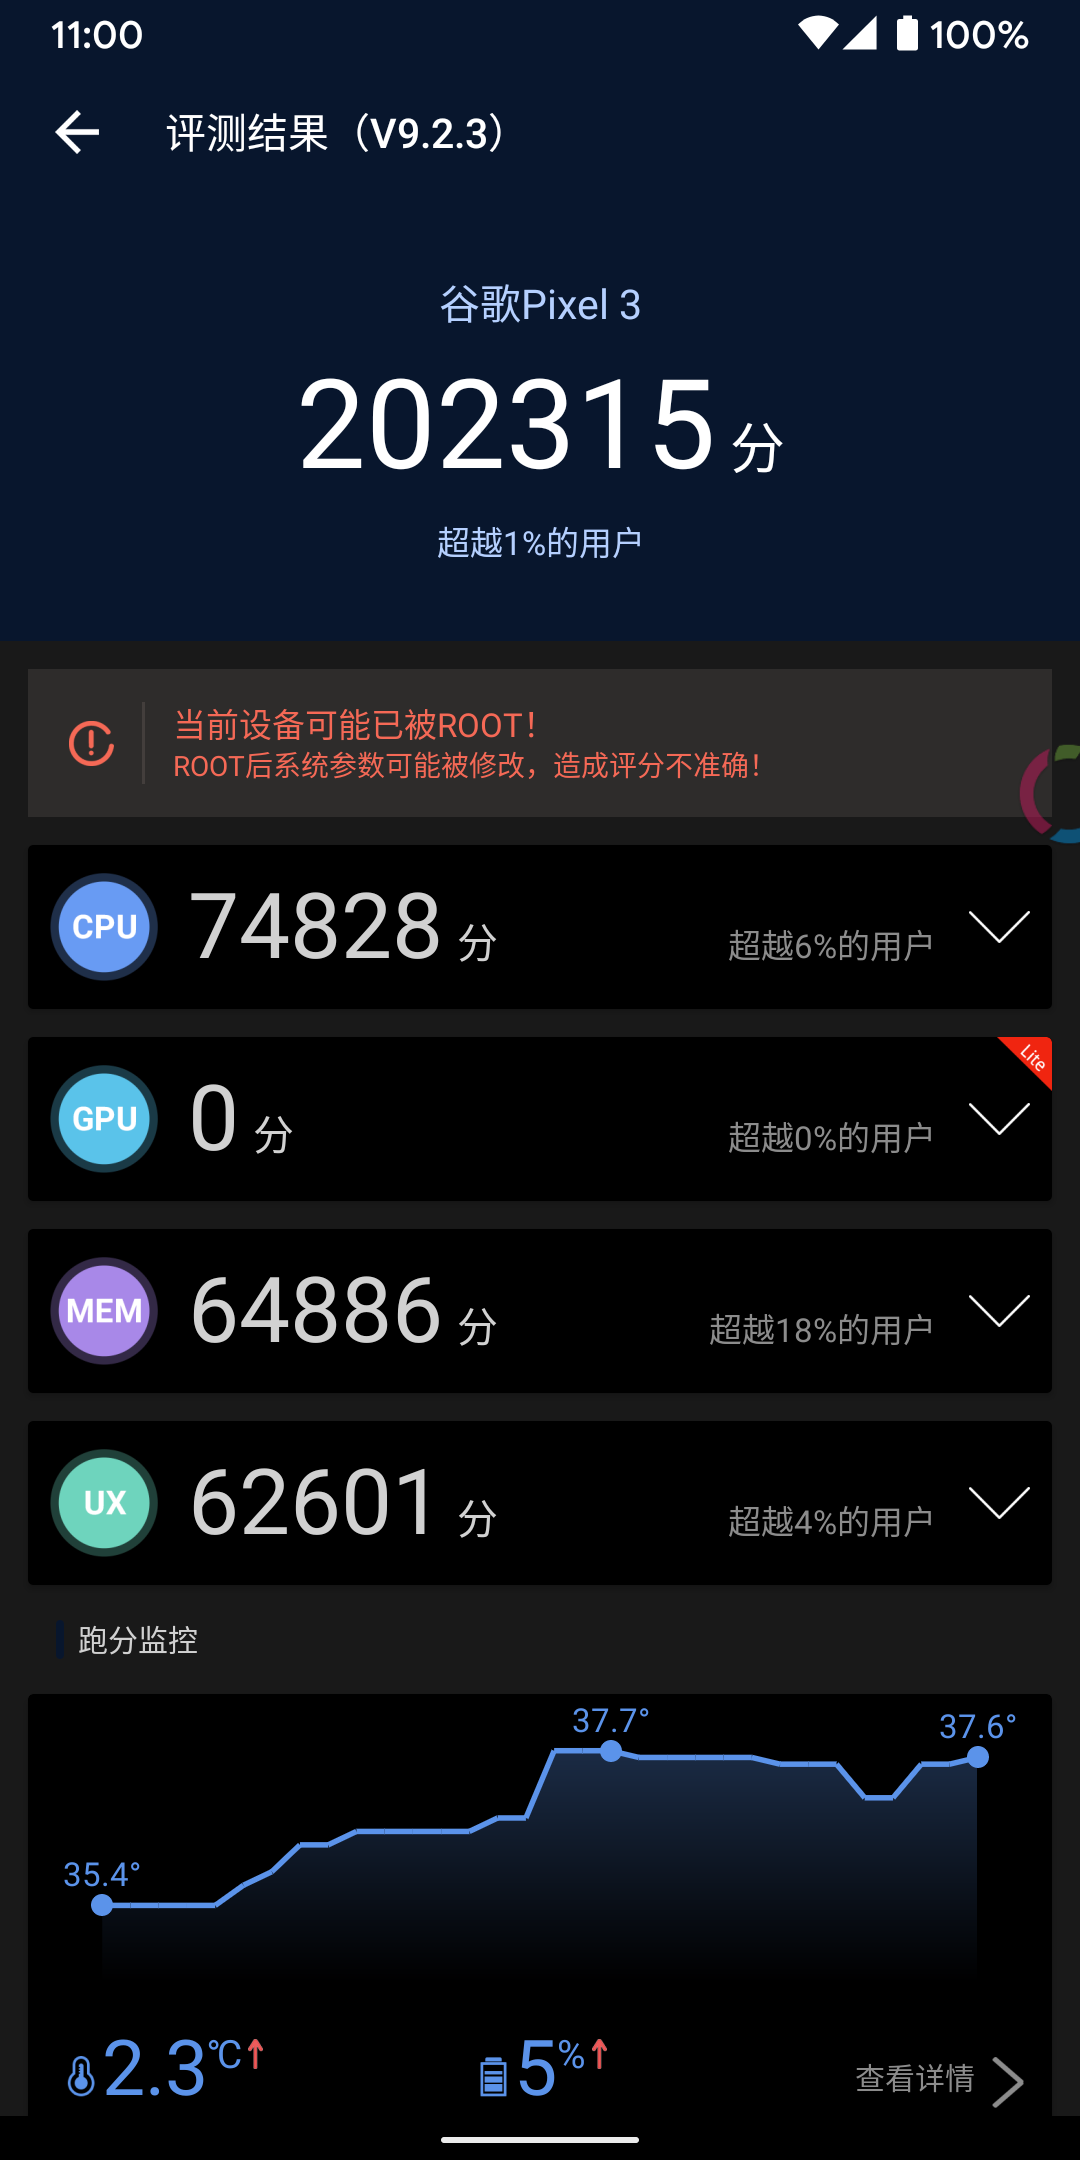 11:00
100%
评测结果（V9.2.3）
谷歌Pixel 3
202315 分
超越1%的用户
当前设备可能已被ROOT！
ROOT后系统参数可能被修改，造成评分不准确！
CPU 74828 分 超越6%的用户
Lite
GPU 0 分 超越0%的用户
MEM 64886 分 超越18%的用户
UX 62601 分 超越4%的用户
跑分监控
37.7°
37.6°
35.4°
2.3℃↑ 5%↑ 查看详情